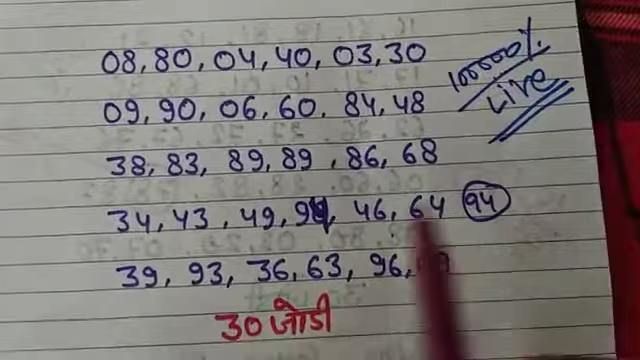 08, 80, 04, 40, 03, 30
09, 90, 06, 60. 84, 48
38, 83, 89, 89, 86, 68
34, 43, 49, 94, 46, 64 94
39, 93, 36, 63, 96,
30 जोडी
100000%
Live